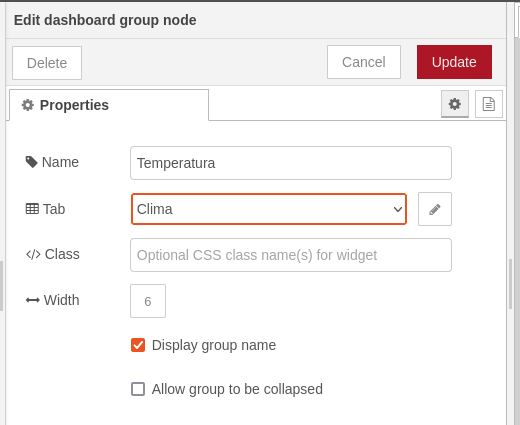 Edit dashboard group node
Delete
Cancel
Update
Properties
Name
Temperatura
Tab
Clima
Class
Optional CSS class name(s) for widget
Width
6
Display group name
Allow group to be collapsed